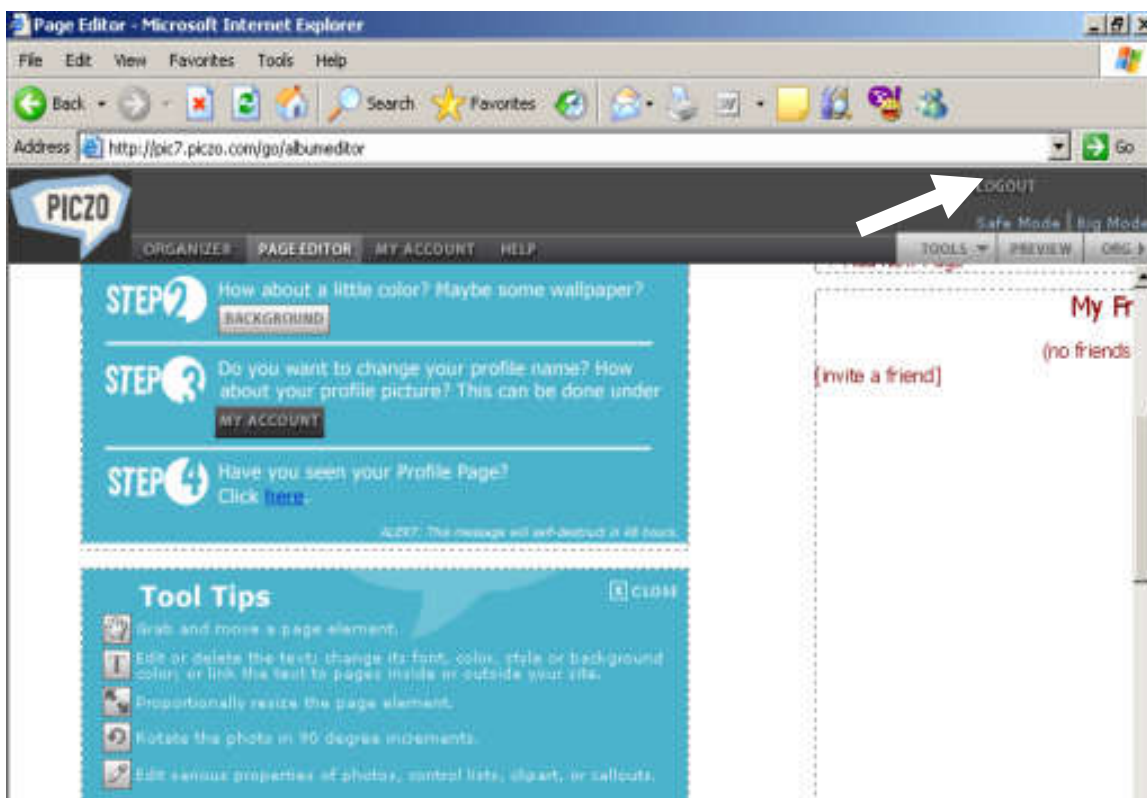 Page Editor - Microsoft Internet Explorer
File Edit View Favorites Tools Help
Back Search Favorites
Address http://pic7.piczo.com/go/albumeditor Go
LOGOUT
PICZO
Safe Mode | Big Mode
ORGANIZER PAGE EDITOR MY ACCOUNT HELP TOOLS PREVIEW ORG
STEP 2 How about a little color? Maybe some wallpaper?
BACKGROUND
My Fr
(no friends
[invite a friend]
STEP 3 Do you want to change your profile name? How
about your profile picture? This can be done under
MY ACCOUNT
STEP 4 Have you seen your Profile Page?
Click here.
ALERT: This message will self-destruct in 48 hours.
Tool Tips
X CLOSE
Grab and move a page element.
T Edit or delete the text; change its font, color, style or background
color; or link the text to pages inside or outside your site.
Proportionally resize the page element.
Rotate the photo in 90 degree increments.
Edit various properties of photos, control lists, clipart, or callouts.